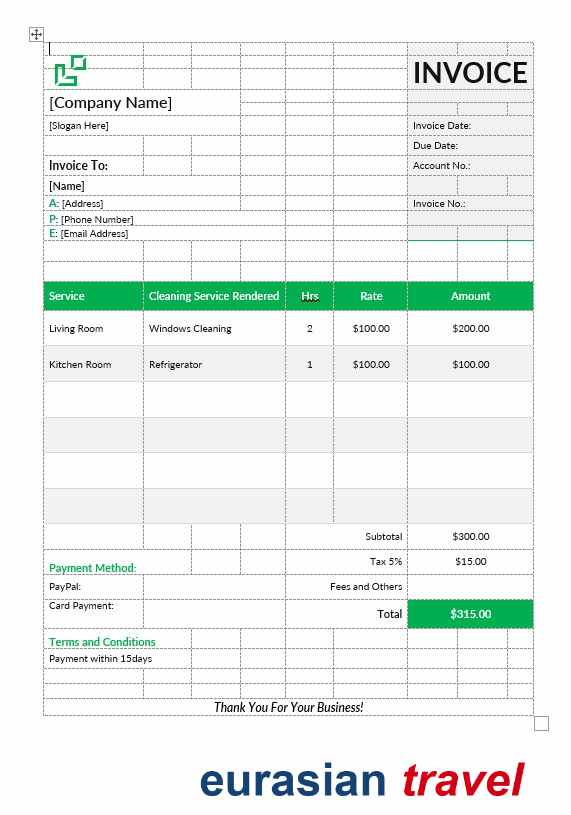 INVOICE
[Company Name]
[Slogan Here]
Invoice Date:
Due Date:
Invoice To:
Account No.:
[Name]
A: [Address]
Invoice No.:
P: [Phone Number]
E: [Email Address]
Service Cleaning Service Rendered Hrs Rate Amount
Living Room Windows Cleaning 2 $100.00 $200.00
Kitchen Room Refrigerator 1 $100.00 $100.00
Subtotal $300.00
Tax 5% $15.00
Payment Method:
PayPal: Fees and Others
Card Payment:
Total $315.00
Terms and Conditions
Payment within 15days
Thank You For Your Business!
eurasian travel